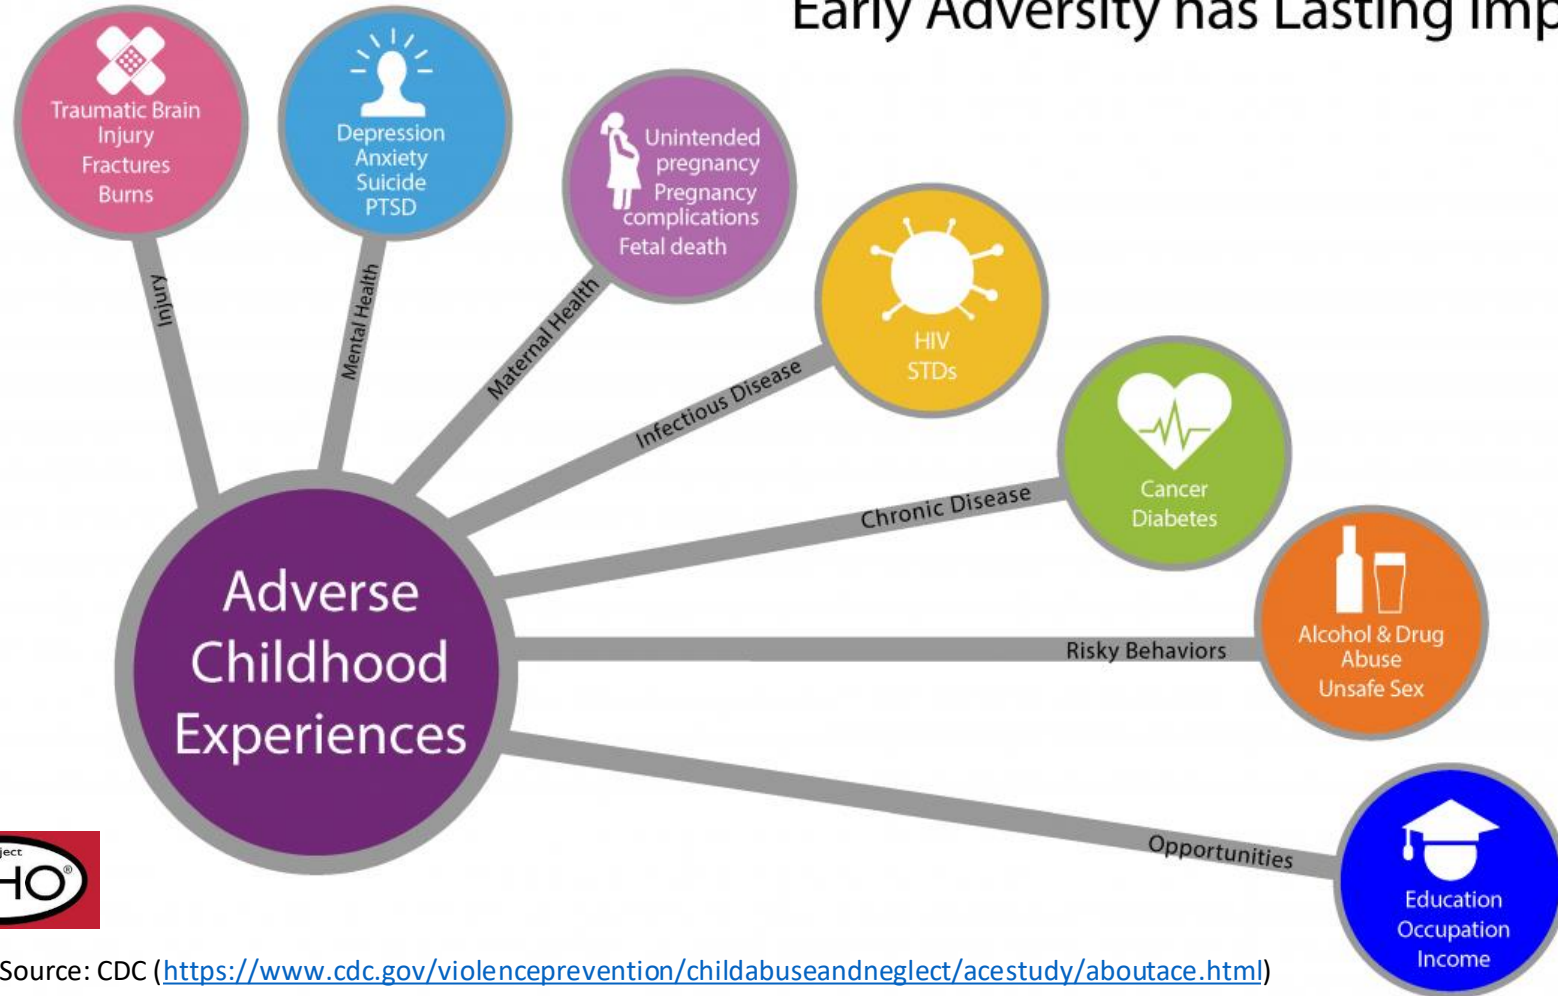 Early Adversity has Lasting Imp
Traumatic Brain
Injury
Fractures
Burns
Depression
Anxiety
Suicide
PTSD
Unintended
pregnancy
Pregnancy
complications
Fetal death
HIV
STDs
Cancer
Diabetes
Alcohol & Drug
Abuse
Unsafe Sex
Education
Occupation
Income
Injury
Mental Health
Maternal Health
Infectious Disease
Chronic Disease
Risky Behaviors
Opportunities
Adverse
Childhood
Experiences
ject
HO®
Source: CDC (https://www.cdc.gov/violenceprevention/childabuseandneglect/acestudy/aboutace.html)